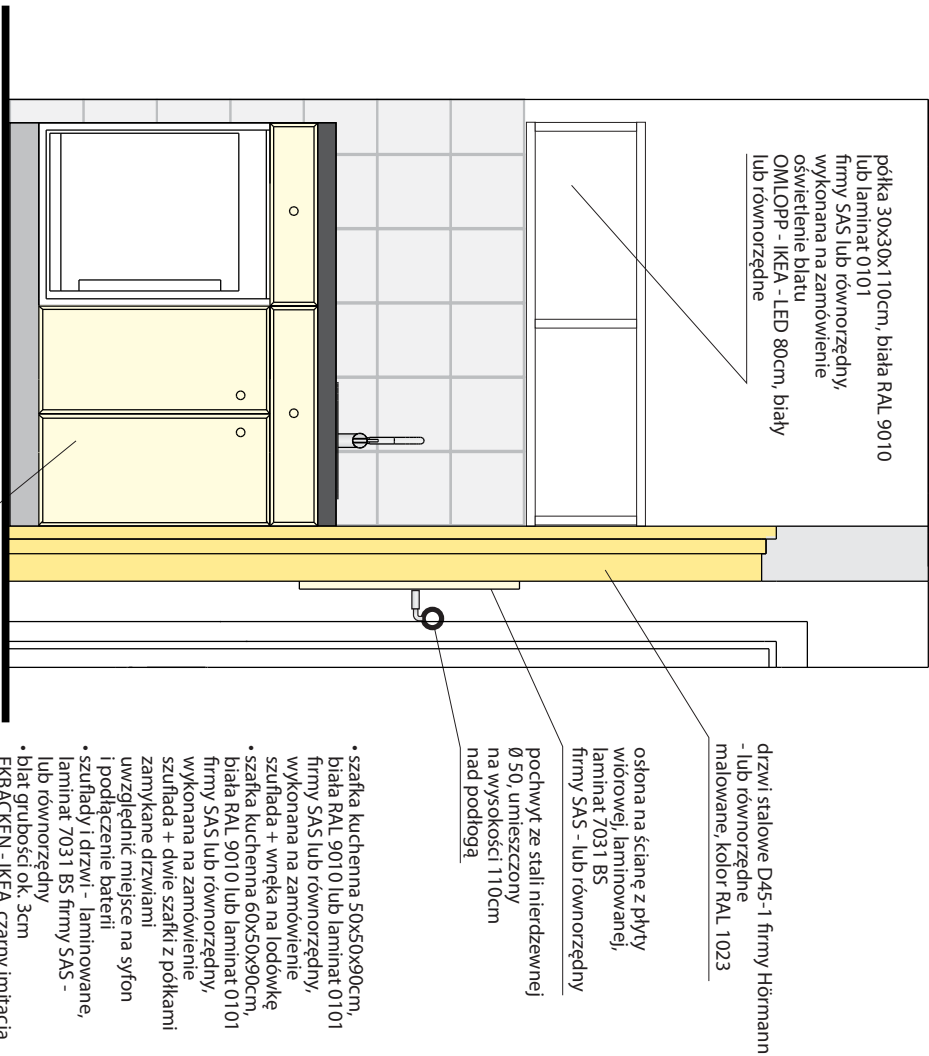 półka 30x30x110cm, biała RAL 9010
lub laminat 0101
firmy SAS lub równorzędny,
wykonana na zamówienie
oświetlenie blatu
OMLOPP - IKEA - LED 80cm, biały
lub równorzędne
drzwi stalowe D45-1 firmy Hörmann
- lub równorzędne
malowane, kolor RAL 1023
osłona na ścianę z płyty
wiórowej, laminowanej,
laminat 7031 BS
firmy SAS - lub równorzędny
pochwyt ze stali nierdzewnej
Ø 50, umieszczony
na wysokości 110cm
nad podłogą
• szafka kuchenna 50x50x90cm,
biała RAL 9010 lub laminat 0101
firmy SAS lub równorzędny,
wykonana na zamówienie
szuflada + wnęka na lodówkę
• szafka kuchenna 60x50x90cm,
biała RAL 9010 lub laminat 0101
firmy SAS lub równorzędny,
wykonana na zamówienie
szuflada + dwie szafki z półkami
zamykane drzwiami
uwzględnić miejsce na syfon
i podłączenie baterii
• szuflady i drzwi - laminowane,
laminat 7031 BS firmy SAS -
lub równorzędny
• blat grubości ok. 3cm
EKBACKEN - IKEA, czarny imitacja